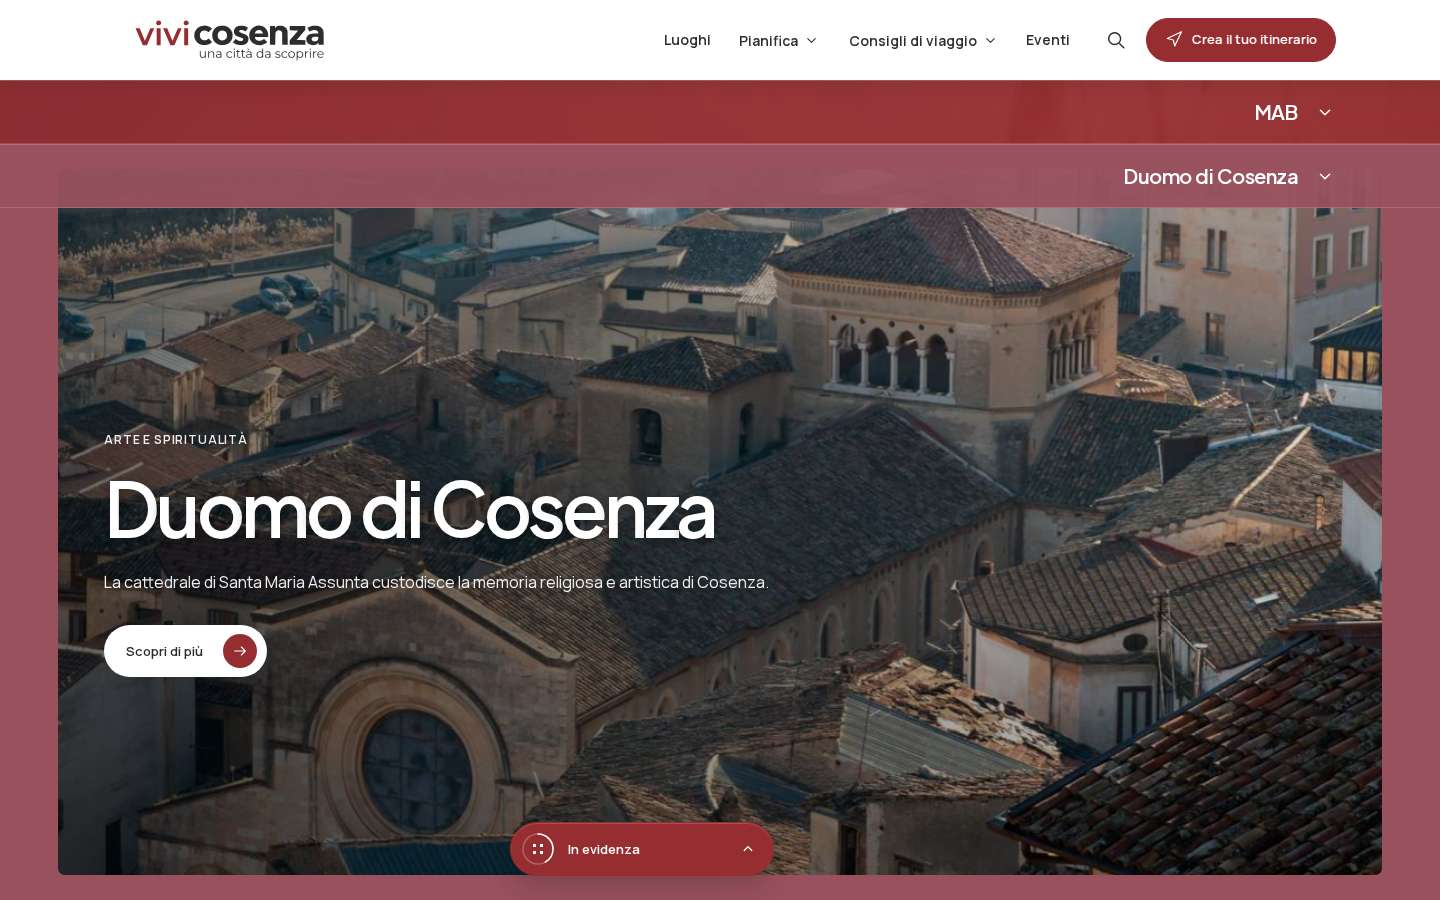 vivicosenza
una città da scoprire
Luoghi
Pianifica
Consigli di viaggio
Eventi
Crea il tuo itinerario
MAB
Duomo di Cosenza
ARTE E SPIRITUALITÀ
Duomo di Cosenza
La cattedrale di Santa Maria Assunta custodisce la memoria religiosa e artistica di Cosenza.
Scopri di più
In evidenza